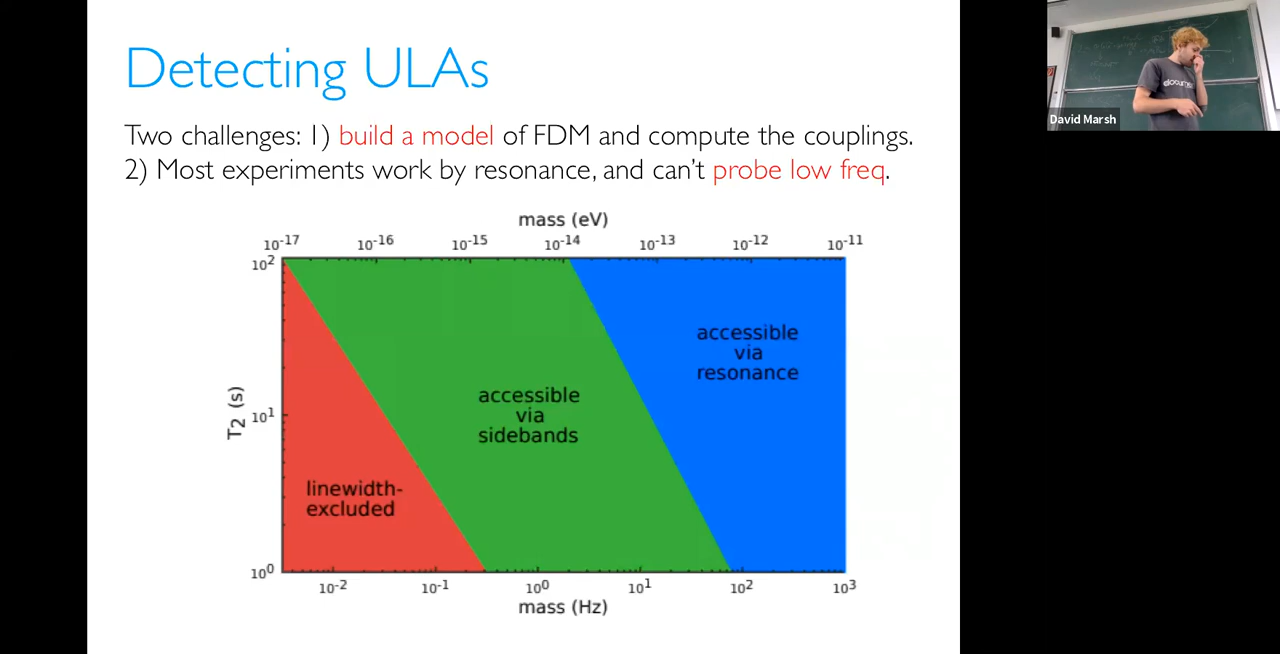 Detecting ULAs
Two challenges: 1) build a model of FDM and compute the couplings.
2) Most experiments work by resonance, and can't probe low freq.
mass (eV)
10-17 10-16 10-15 10-14 10-13 10-12 10-11
102
101
100
T2 (s)
accessible
via
resonance
accessible
via
sidebands
linewidth-
excluded
10-2 10-1 100 101 102 103
mass (Hz)
David Marsh